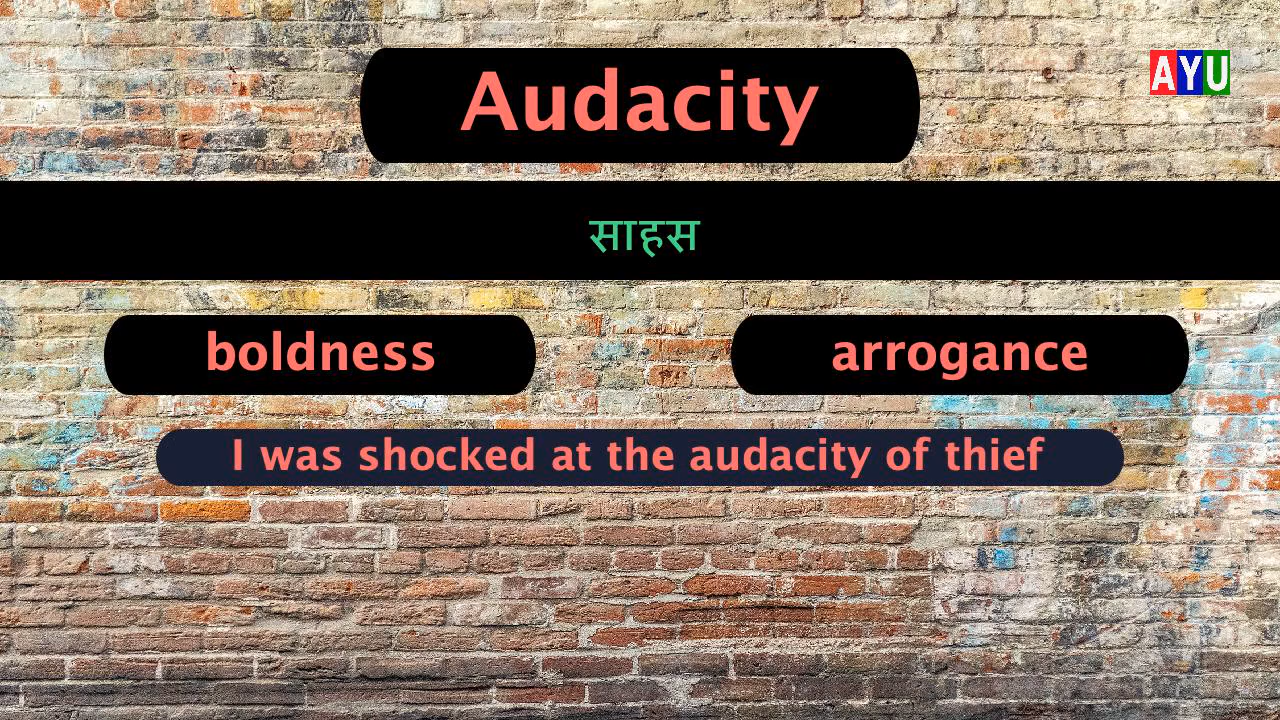 Audacity
AYU
साहस
boldness
arrogance
I was shocked at the audacity of thief